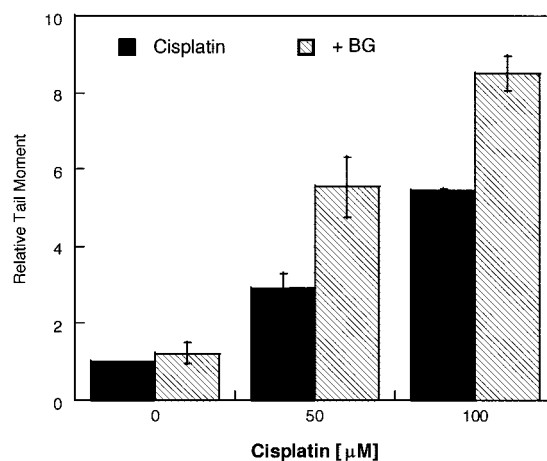 10
Cisplatin + BG
8
6
4
2
0
Relative Tail Moment
0 50 100
Cisplatin [μM]